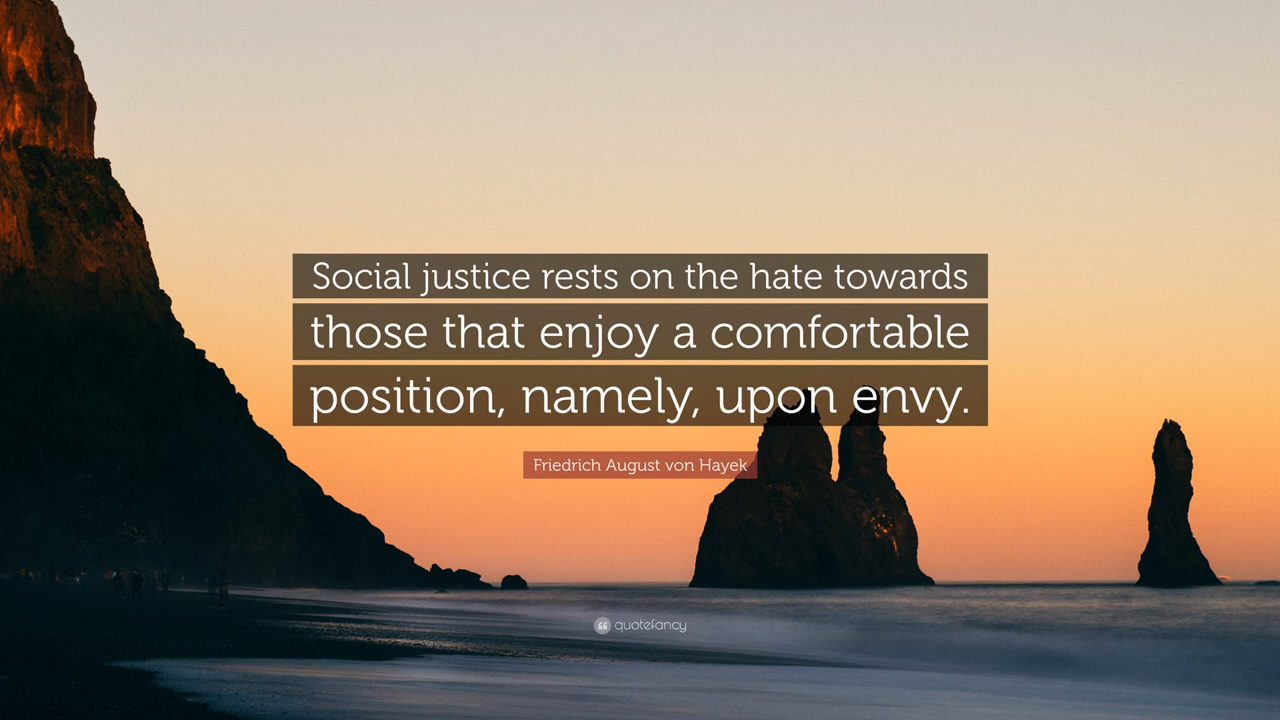 Social justice rests on the hate towards
those that enjoy a comfortable
position, namely, upon envy.
Friedrich August von Hayek
quotefancy